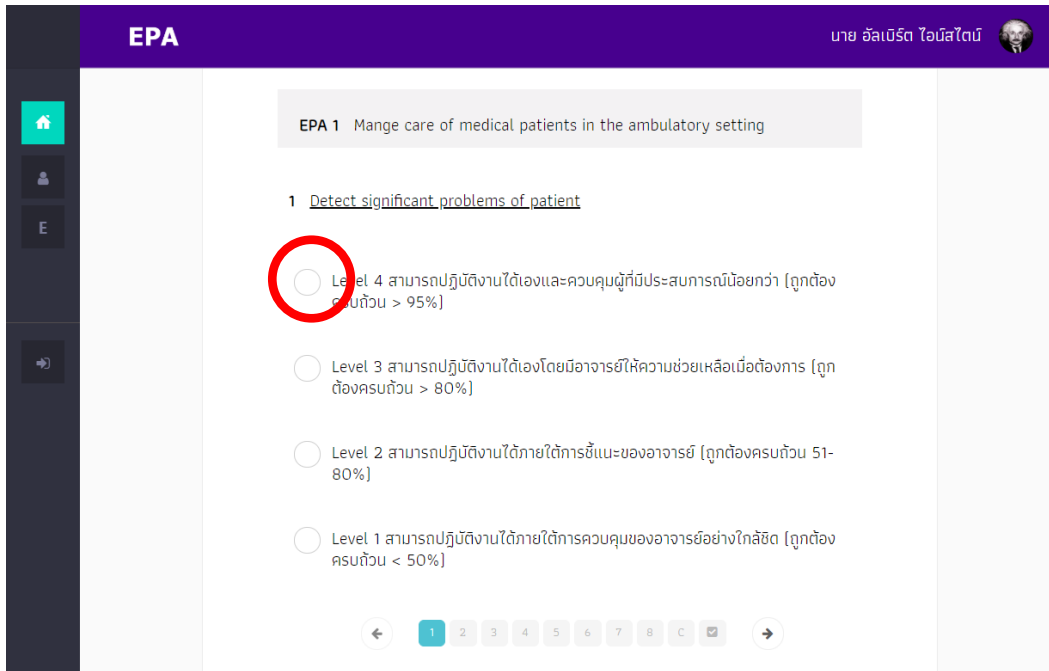 EPA
นาย อัลเบิร์ต ไอน์สไตน์
EPA 1 Mange care of medical patients in the ambulatory setting
E
1 Detect significant problems of patient
Level 4 สามารถปฏิบัติงานได้เองและควบคุมผู้ที่มีประสบการณ์น้อยกว่า (ถูกต้อง
ครบถ้วน > 95%)
Level 3 สามารถปฏิบัติงานได้เองโดยมีอาจารย์ให้ความช่วยเหลือเมื่อต้องการ (ถูก
ต้องครบถ้วน > 80%)
Level 2 สามารถปฏิบัติงานได้ภายใต้การชี้แนะของอาจารย์ (ถูกต้องครบถ้วน 51-
80%)
Level 1 สามารถปฏิบัติงานได้ภายใต้การควบคุมของอาจารย์อย่างใกล้ชิด (ถูกต้อง
ครบถ้วน < 50%)
1 2 3 4 5 6 7 8 C